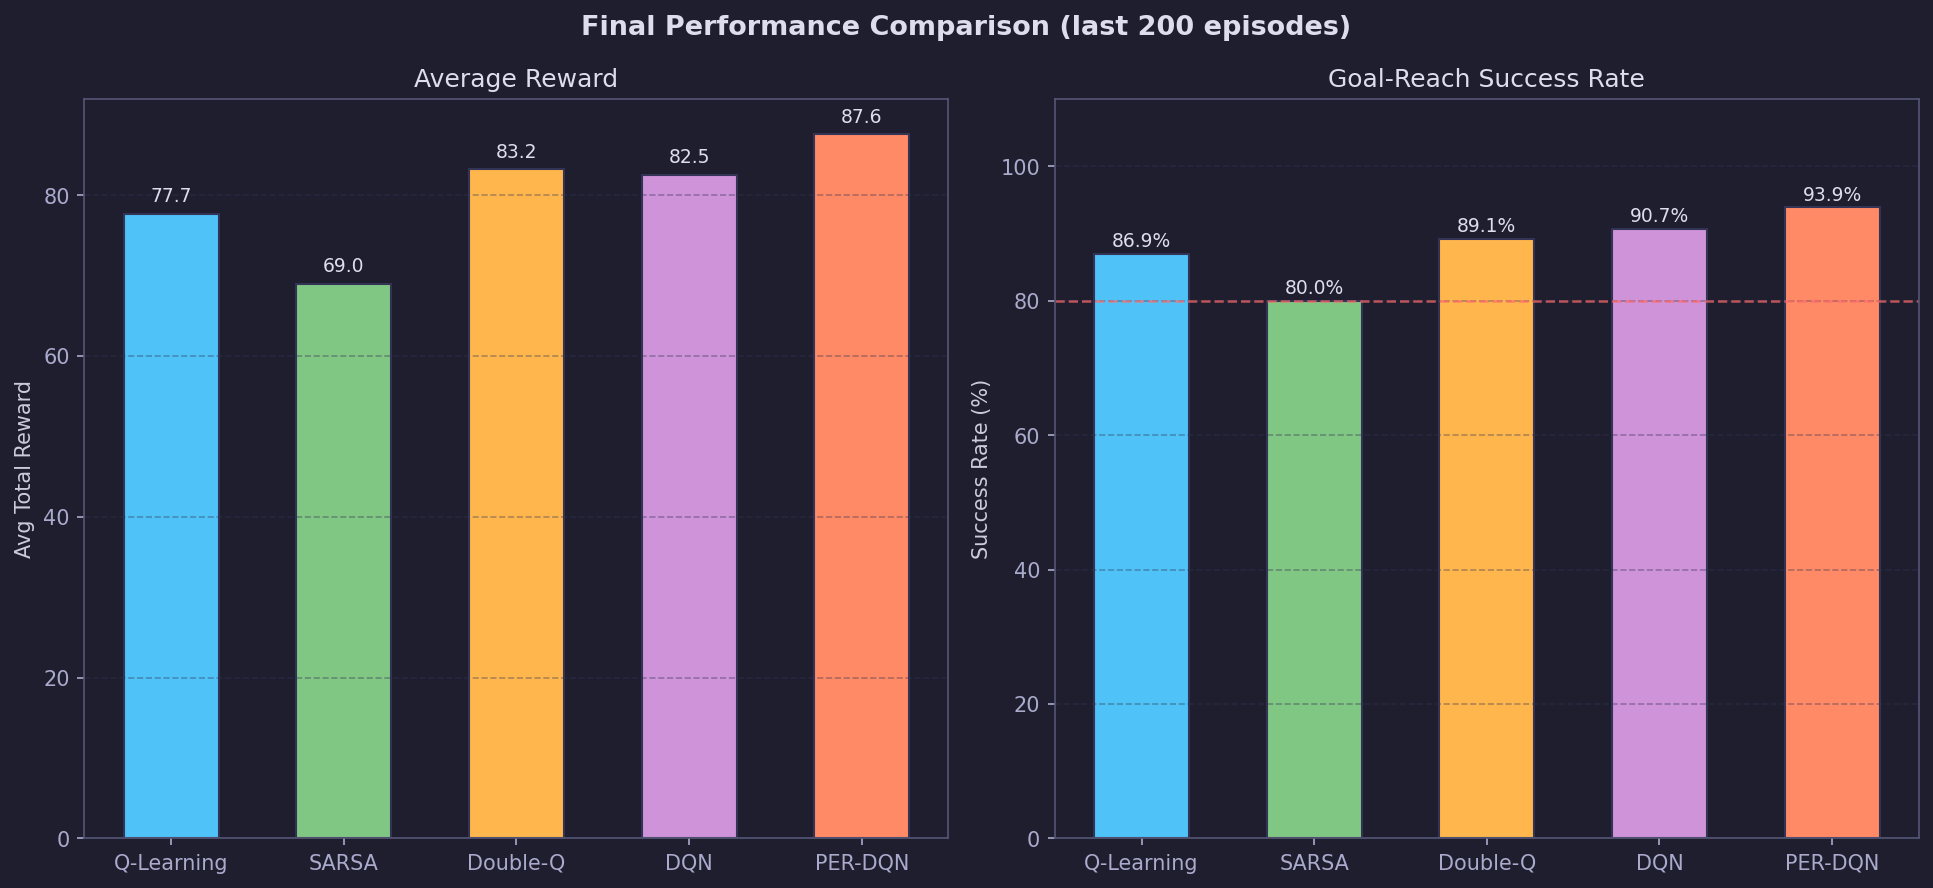 Final Performance Comparison (last 200 episodes)
Average Reward
Avg Total Reward
80
60
40
20
0
77.7
69.0
83.2
82.5
87.6
Q-Learning
SARSA
Double-Q
DQN
PER-DQN
Goal-Reach Success Rate
Success Rate (%)
100
80
60
40
20
0
86.9%
80.0%
89.1%
90.7%
93.9%
Q-Learning
SARSA
Double-Q
DQN
PER-DQN